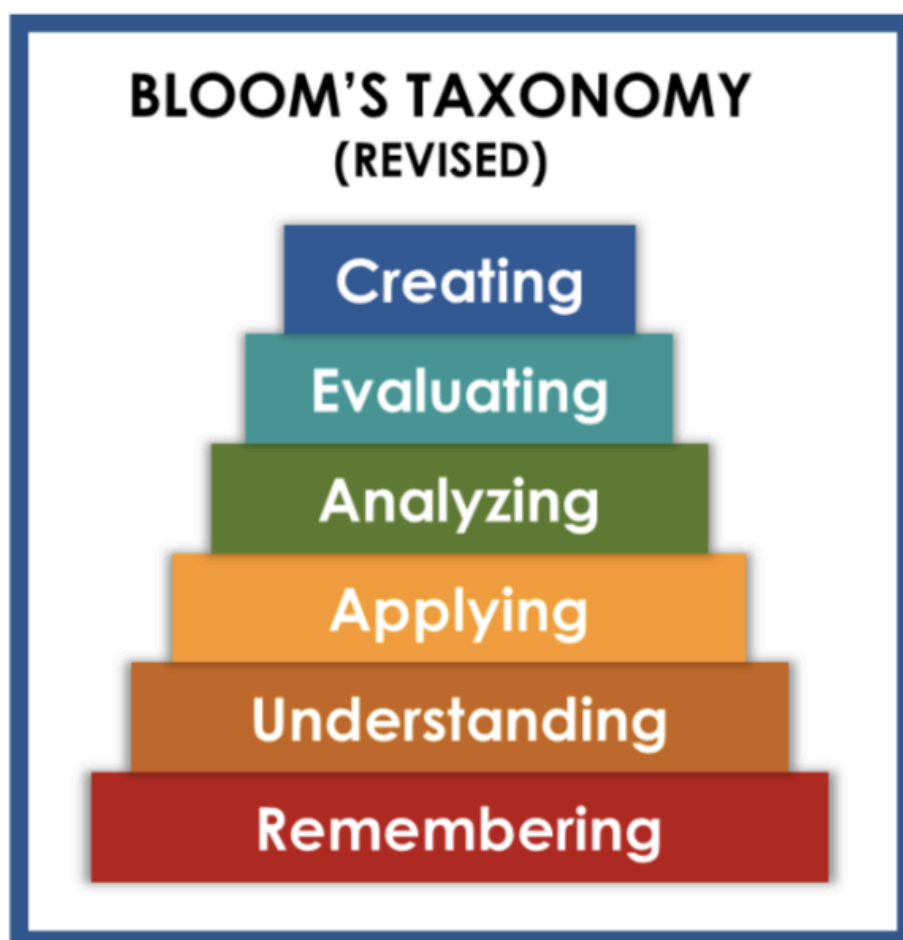 BLOOM’S TAXONOMY
(REVISED)
Creating
Evaluating
Analyzing
Applying
Understanding
Remembering